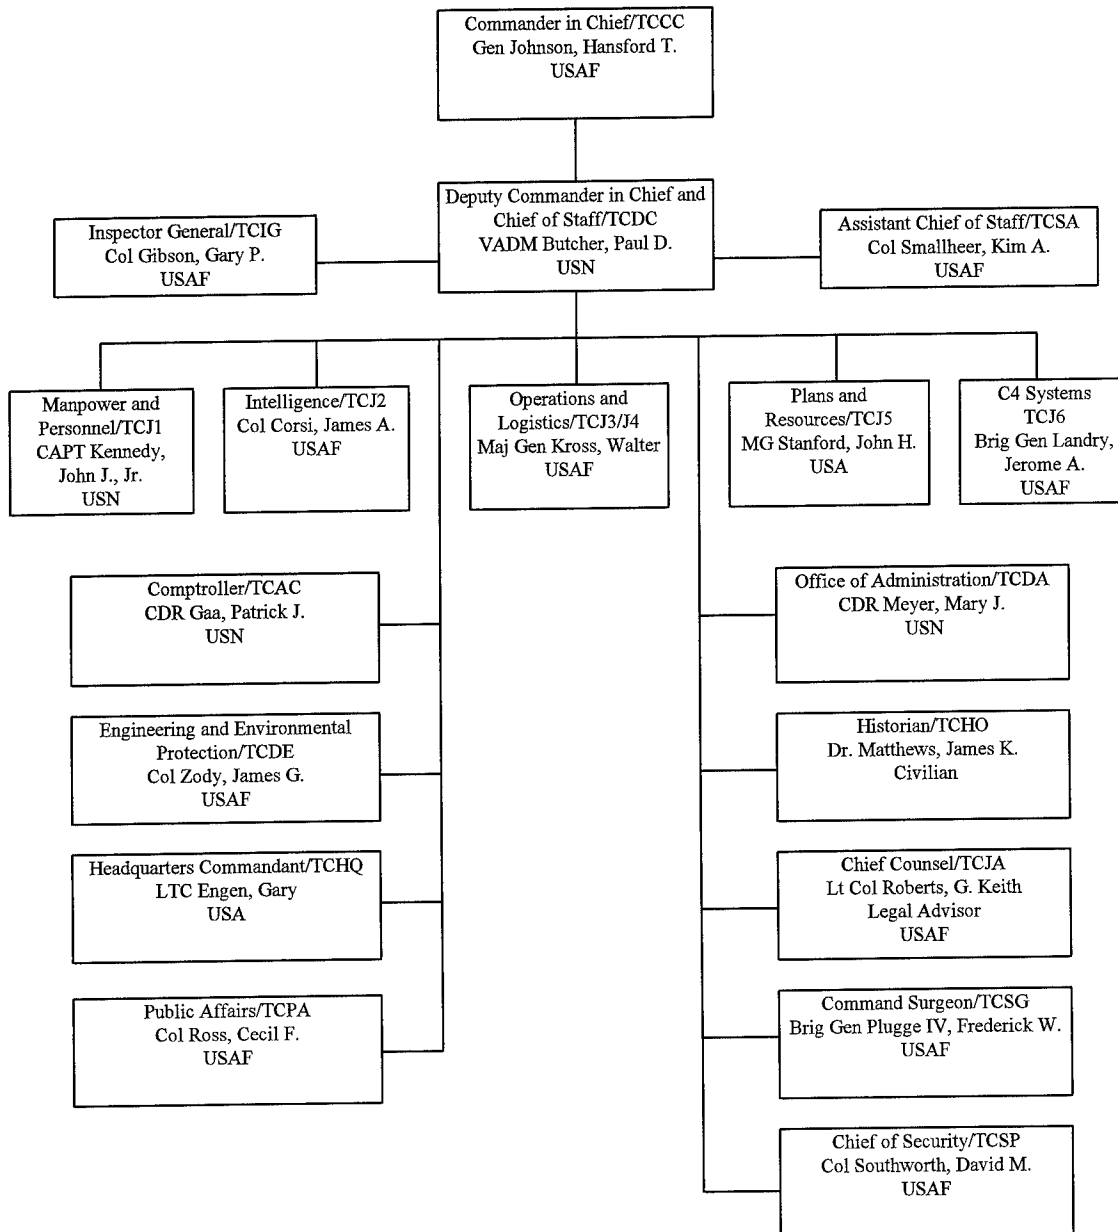 Commander in Chief/TCCC
Gen Johnson, Hansford T.
USAF
Deputy Commander in Chief and
Chief of Staff/TCDC
VADM Butcher, Paul D.
USN
Inspector General/TCIG
Col Gibson, Gary P.
USAF
Assistant Chief of Staff/TCSA
Col Smallheer, Kim A.
USAF
Manpower and
Personnel/TCJ1
CAPT Kennedy,
John J., Jr.
USN
Intelligence/TCJ2
Col Corsi, James A.
USAF
Operations and
Logistics/TCJ3/J4
Maj Gen Kross, Walter
USAF
Plans and
Resources/TCJ5
MG Stanford, John H.
USA
C4 Systems
TCJ6
Brig Gen Landry,
Jerome A.
USAF
Comptroller/TCAC
CDR Gaa, Patrick J.
USN
Office of Administration/TCDA
CDR Meyer, Mary J.
USN
Engineering and Environmental
Protection/TCDE
Col Zody, James G.
USAF
Historian/TCHO
Dr. Matthews, James K.
Civilian
Headquarters Commandant/TCHQ
LTC Engen, Gary
USA
Chief Counsel/TCJA
Lt Col Roberts, G. Keith
Legal Advisor
USAF
Public Affairs/TCPA
Col Ross, Cecil F.
USAF
Command Surgeon/TCSG
Brig Gen Plugge IV, Frederick W.
USAF
Chief of Security/TCSP
Col Southworth, David M.
USAF